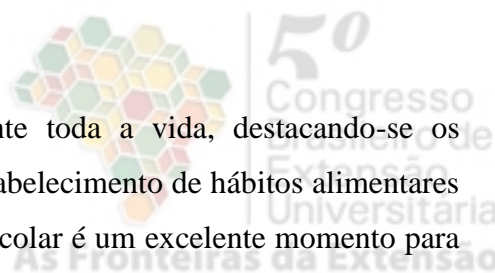 5º
Congresso
Brasileiro de
Extensão
Universitária
As Fronteiras da Extensão
nte toda a vida, destacando-se os
abelecimento de hábitos alimentares
colar é um excelente momento para